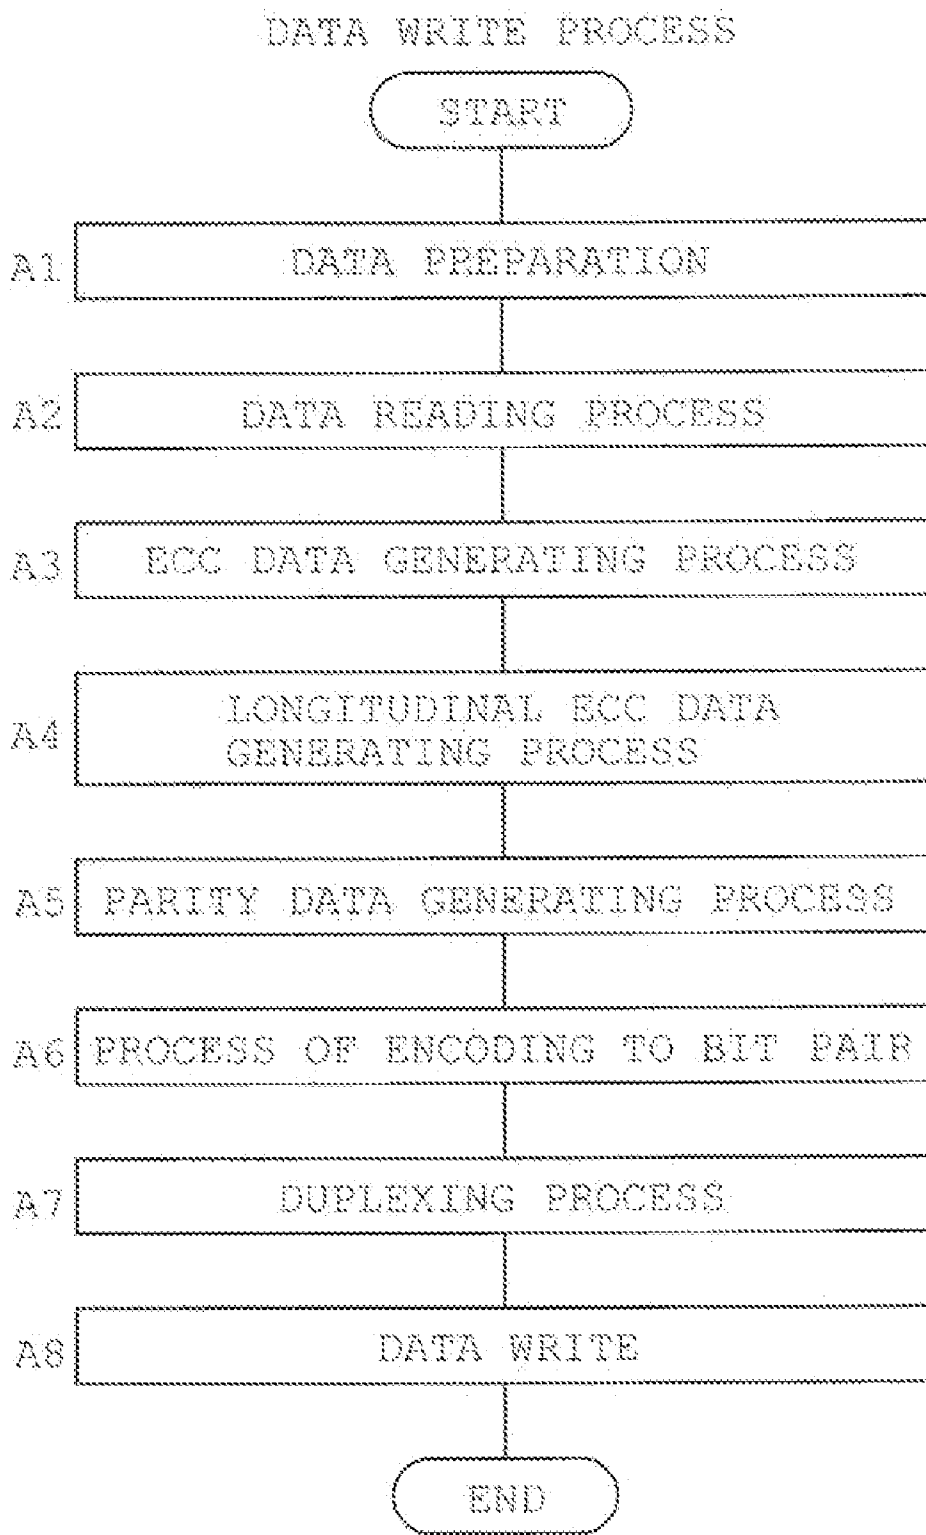 DATA WRITE PROCESS
START
A1 DATA PREPARATION
A2 DATA READING PROCESS
A3 ECC DATA GENERATING PROCESS
A4 LONGITUDINAL ECC DATA
GENERATING PROCESS
A5 PARITY DATA GENERATING PROCESS
A6 PROCESS OF ENCODING TO BIT PAIR
A7 DUPLEXING PROCESS
A8 DATA WRITE
END